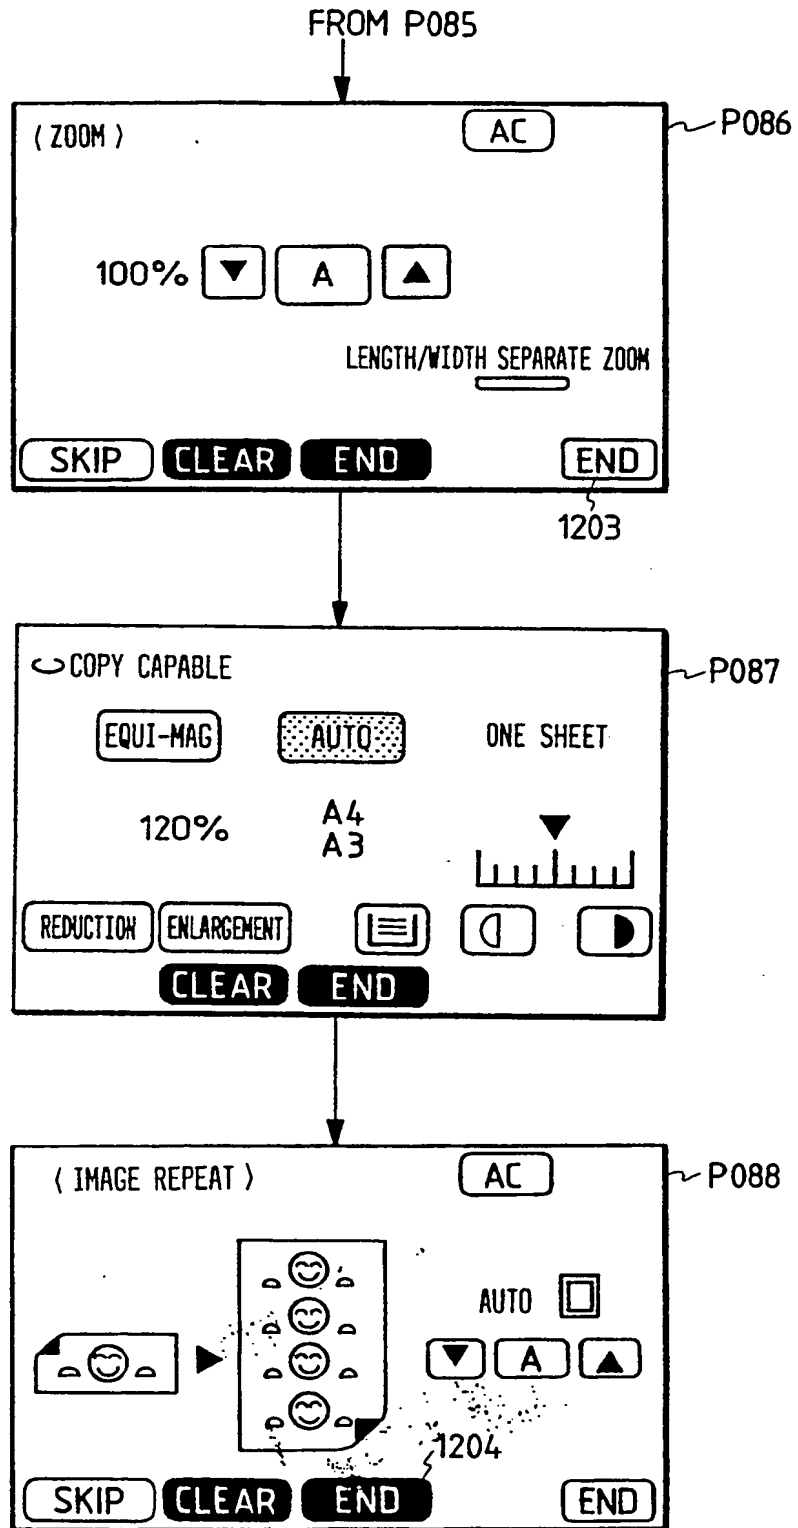 FROM P085
(ZOOM) AC P086
100% ▼ A ▲
LENGTH/WIDTH SEPARATE ZOOM
SKIP CLEAR END END
1203
COPY CAPABLE P087
EQUI-MAG AUTO ONE SHEET
120% A4
A3
REDUCTION ENLARGEMENT
CLEAR END
(IMAGE REPEAT) AC P088
AUTO
▼ A ▲
1204
SKIP CLEAR END END